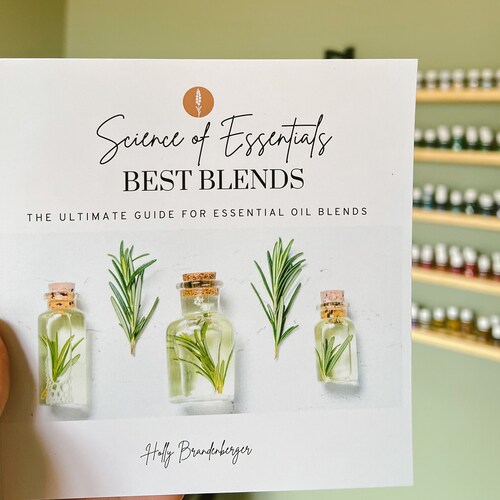 Science of Essentials
BEST BLENDS
THE ULTIMATE GUIDE FOR ESSENTIAL OIL BLENDS
Holly Brandenberger